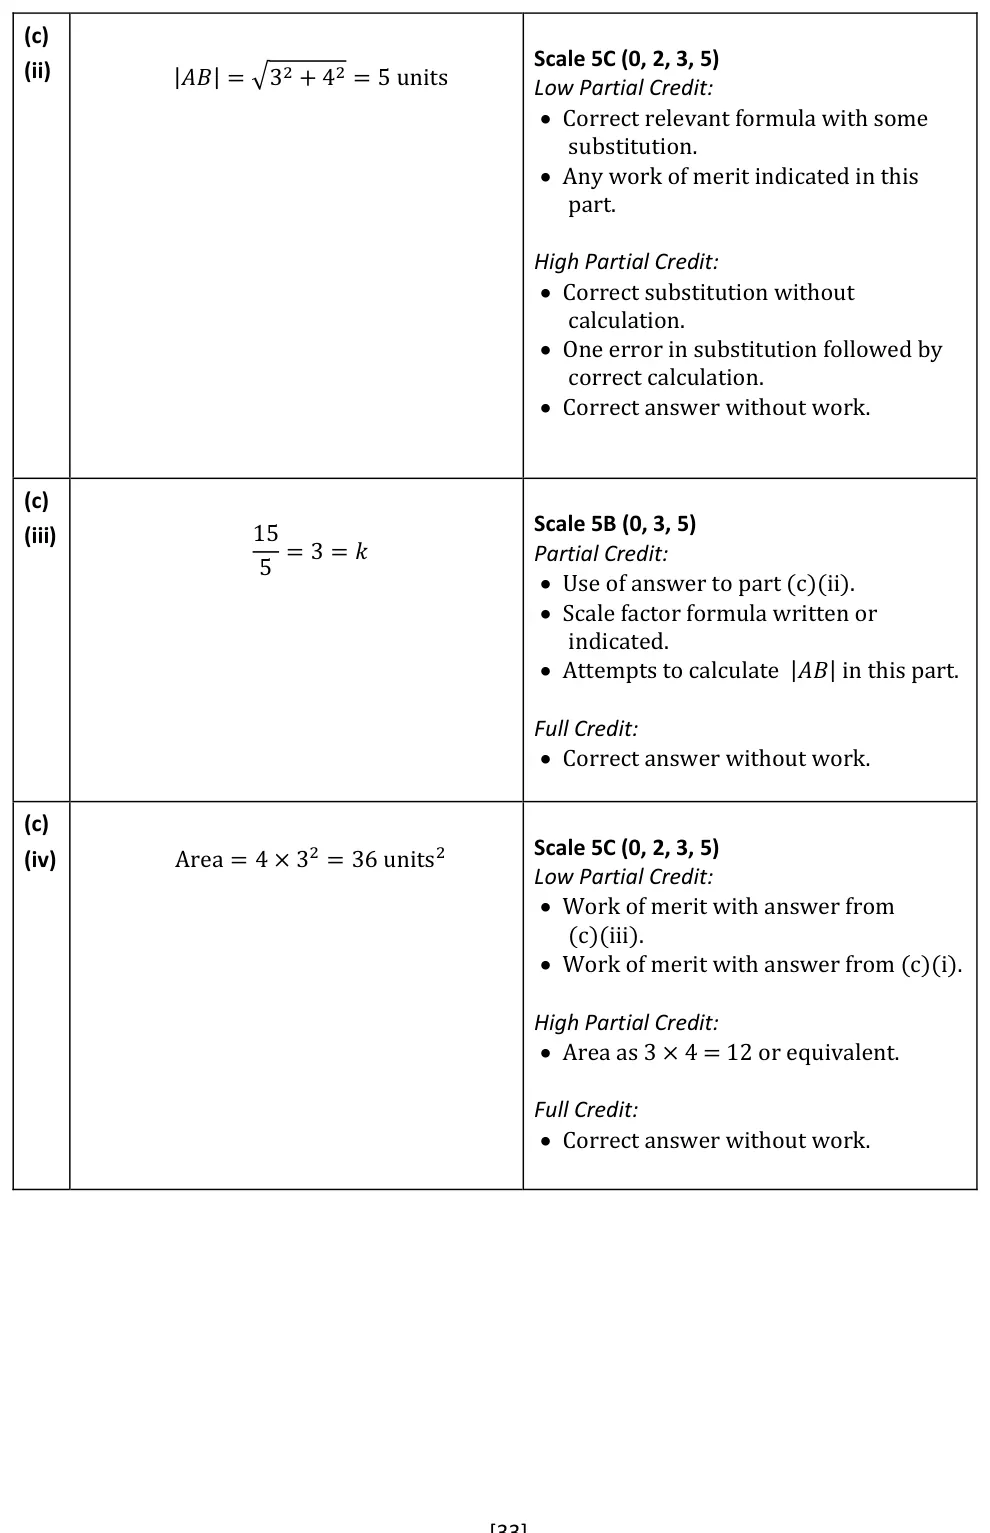 (c)
(ii)
|AB| = √3² + 4² = 5 units
Scale 5C (0, 2, 3, 5)
Low Partial Credit:
• Correct relevant formula with some
substitution.
• Any work of merit indicated in this
part.
High Partial Credit:
• Correct substitution without
calculation.
• One error in substitution followed by
correct calculation.
• Correct answer without work.
(c)
(iii)
15
5 = 3 = k
Scale 5B (0, 3, 5)
Partial Credit:
• Use of answer to part (c)(ii).
• Scale factor formula written or
indicated.
• Attempts to calculate |AB| in this part.
Full Credit:
• Correct answer without work.
(c)
(iv)
Area = 4 × 3² = 36 units²
Scale 5C (0, 2, 3, 5)
Low Partial Credit:
• Work of merit with answer from
(c)(iii).
• Work of merit with answer from (c)(i).
High Partial Credit:
• Area as 3 × 4 = 12 or equivalent.
Full Credit:
• Correct answer without work.
[33]